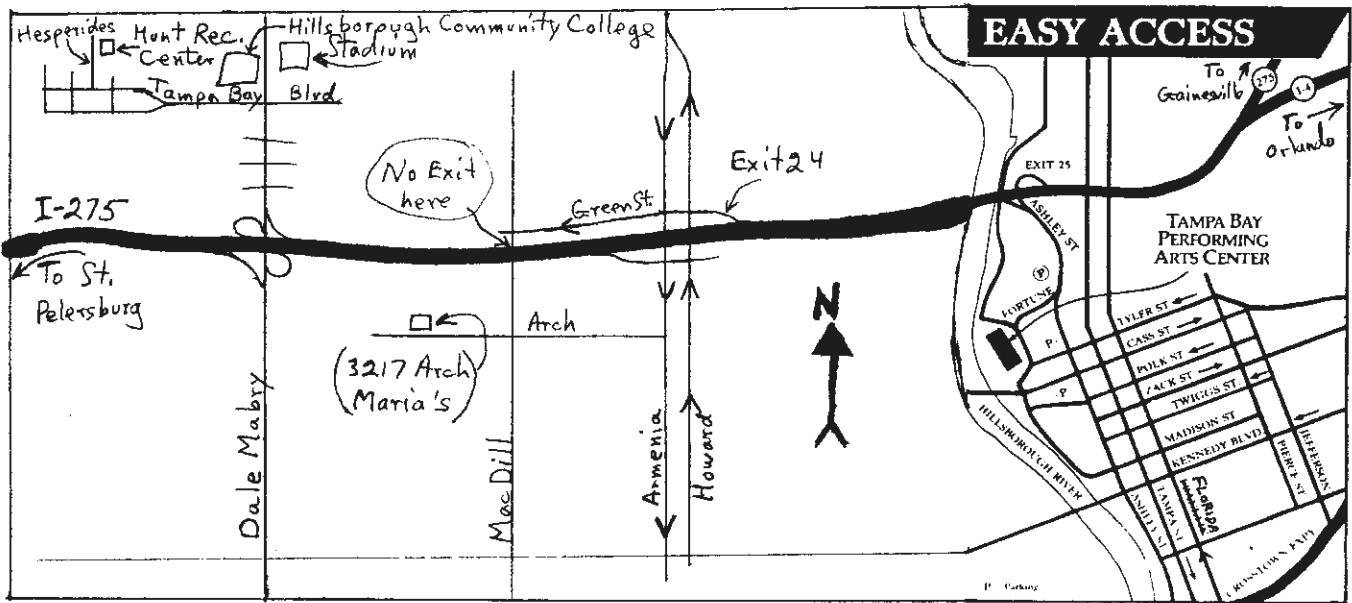 EASY ACCESS
Hesperides
Hunt Rec.
Center
Hillsborough Community College
Stadium
Tampa Bay Blvd
To
Gainesvill
275
I-4
To
Orlando
No Exit
here
Exit 24
Green St.
EXIT 25
ASHLEY ST
I-275
To St.
Pelersburg
TAMPA BAY
PERFORMING
ARTS CENTER
P
FORTUNE
N
Arch
(3217 Arch
Maria's)
TYLER ST
CASS ST
POLK ST
ZACK ST
TWIGGS ST.
MADISON ST
KENNEDY BLVD.
P
P
HILLSBOROUGH RIVER
Dale Mabry
MacDill
Armenia
Howard
ASHLEY ST
TAMPA ST
FLORIDA
PIERCE ST
JEFFERSON
CROSSTOWN EXPY
P Parking